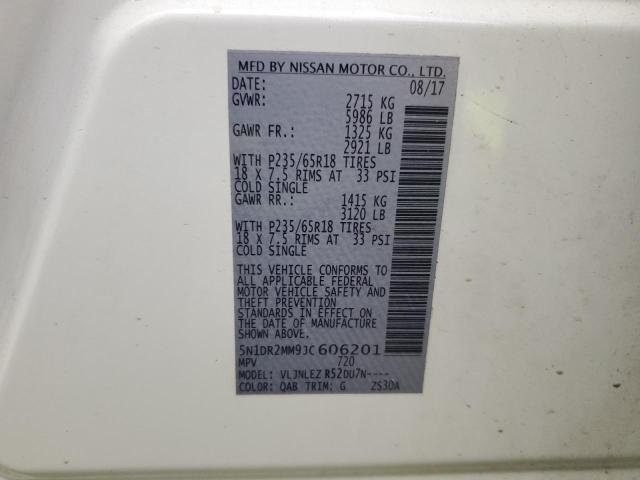 MFD BY NISSAN MOTOR CO., LTD.
DATE: 08/17
GVWR: 2715 KG
5986 LB
GAWR FR.: 1325 KG
2921 LB
WITH P235/65R18 TIRES
18 X 7.5 RIMS AT 33 PSI
COLD SINGLE
GAWR RR.: 1415 KG
3120 LB
WITH P235/65R18 TIRES
18 X 7.5 RIMS AT 33 PSI
COLD SINGLE
THIS VEHICLE CONFORMS TO
ALL APPLICABLE FEDERAL
MOTOR VEHICLE SAFETY AND
THEFT PREVENTION
STANDARDS IN EFFECT ON
THE DATE OF MANUFACTURE
SHOWN ABOVE.
5N1DR2MM9JC606201
MPV 720
MODEL: VLJNLEZ R52DU7N----
COLOR: QAB TRIM: G ZS3DA